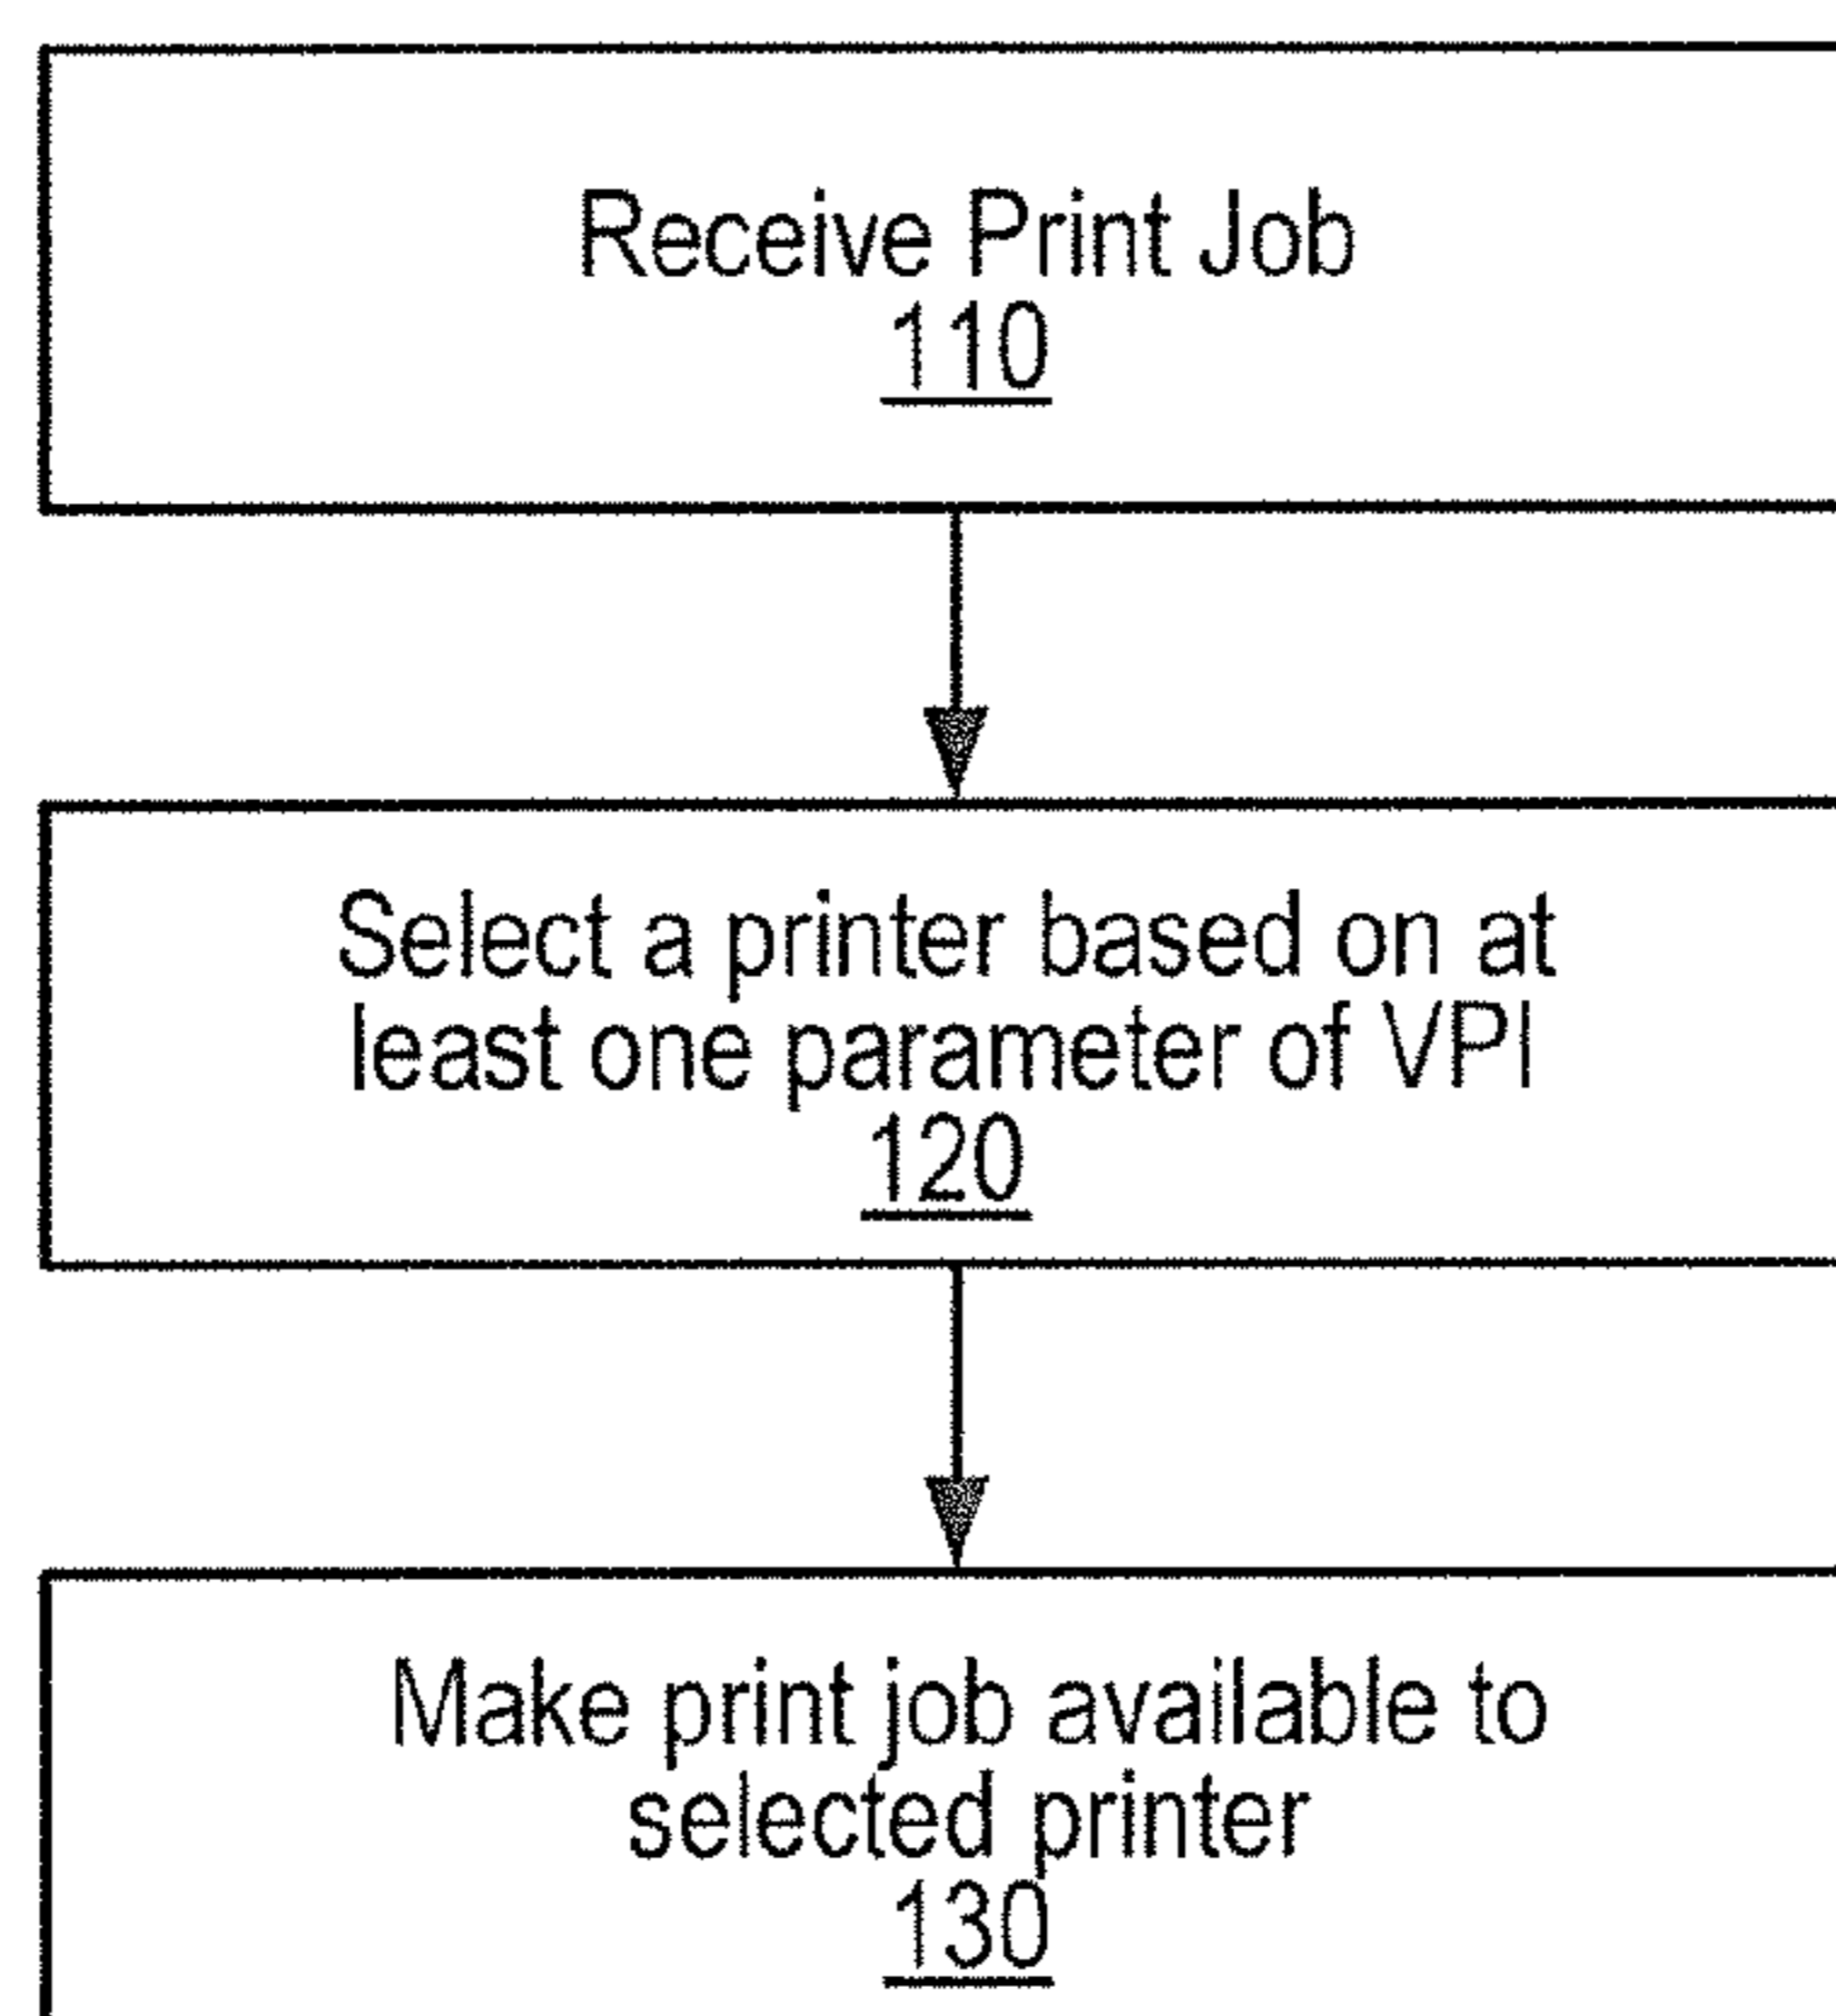 Receive Print Job
110
Select a printer based on at
least one parameter of VPI
120
Make print job available to
selected printer
130